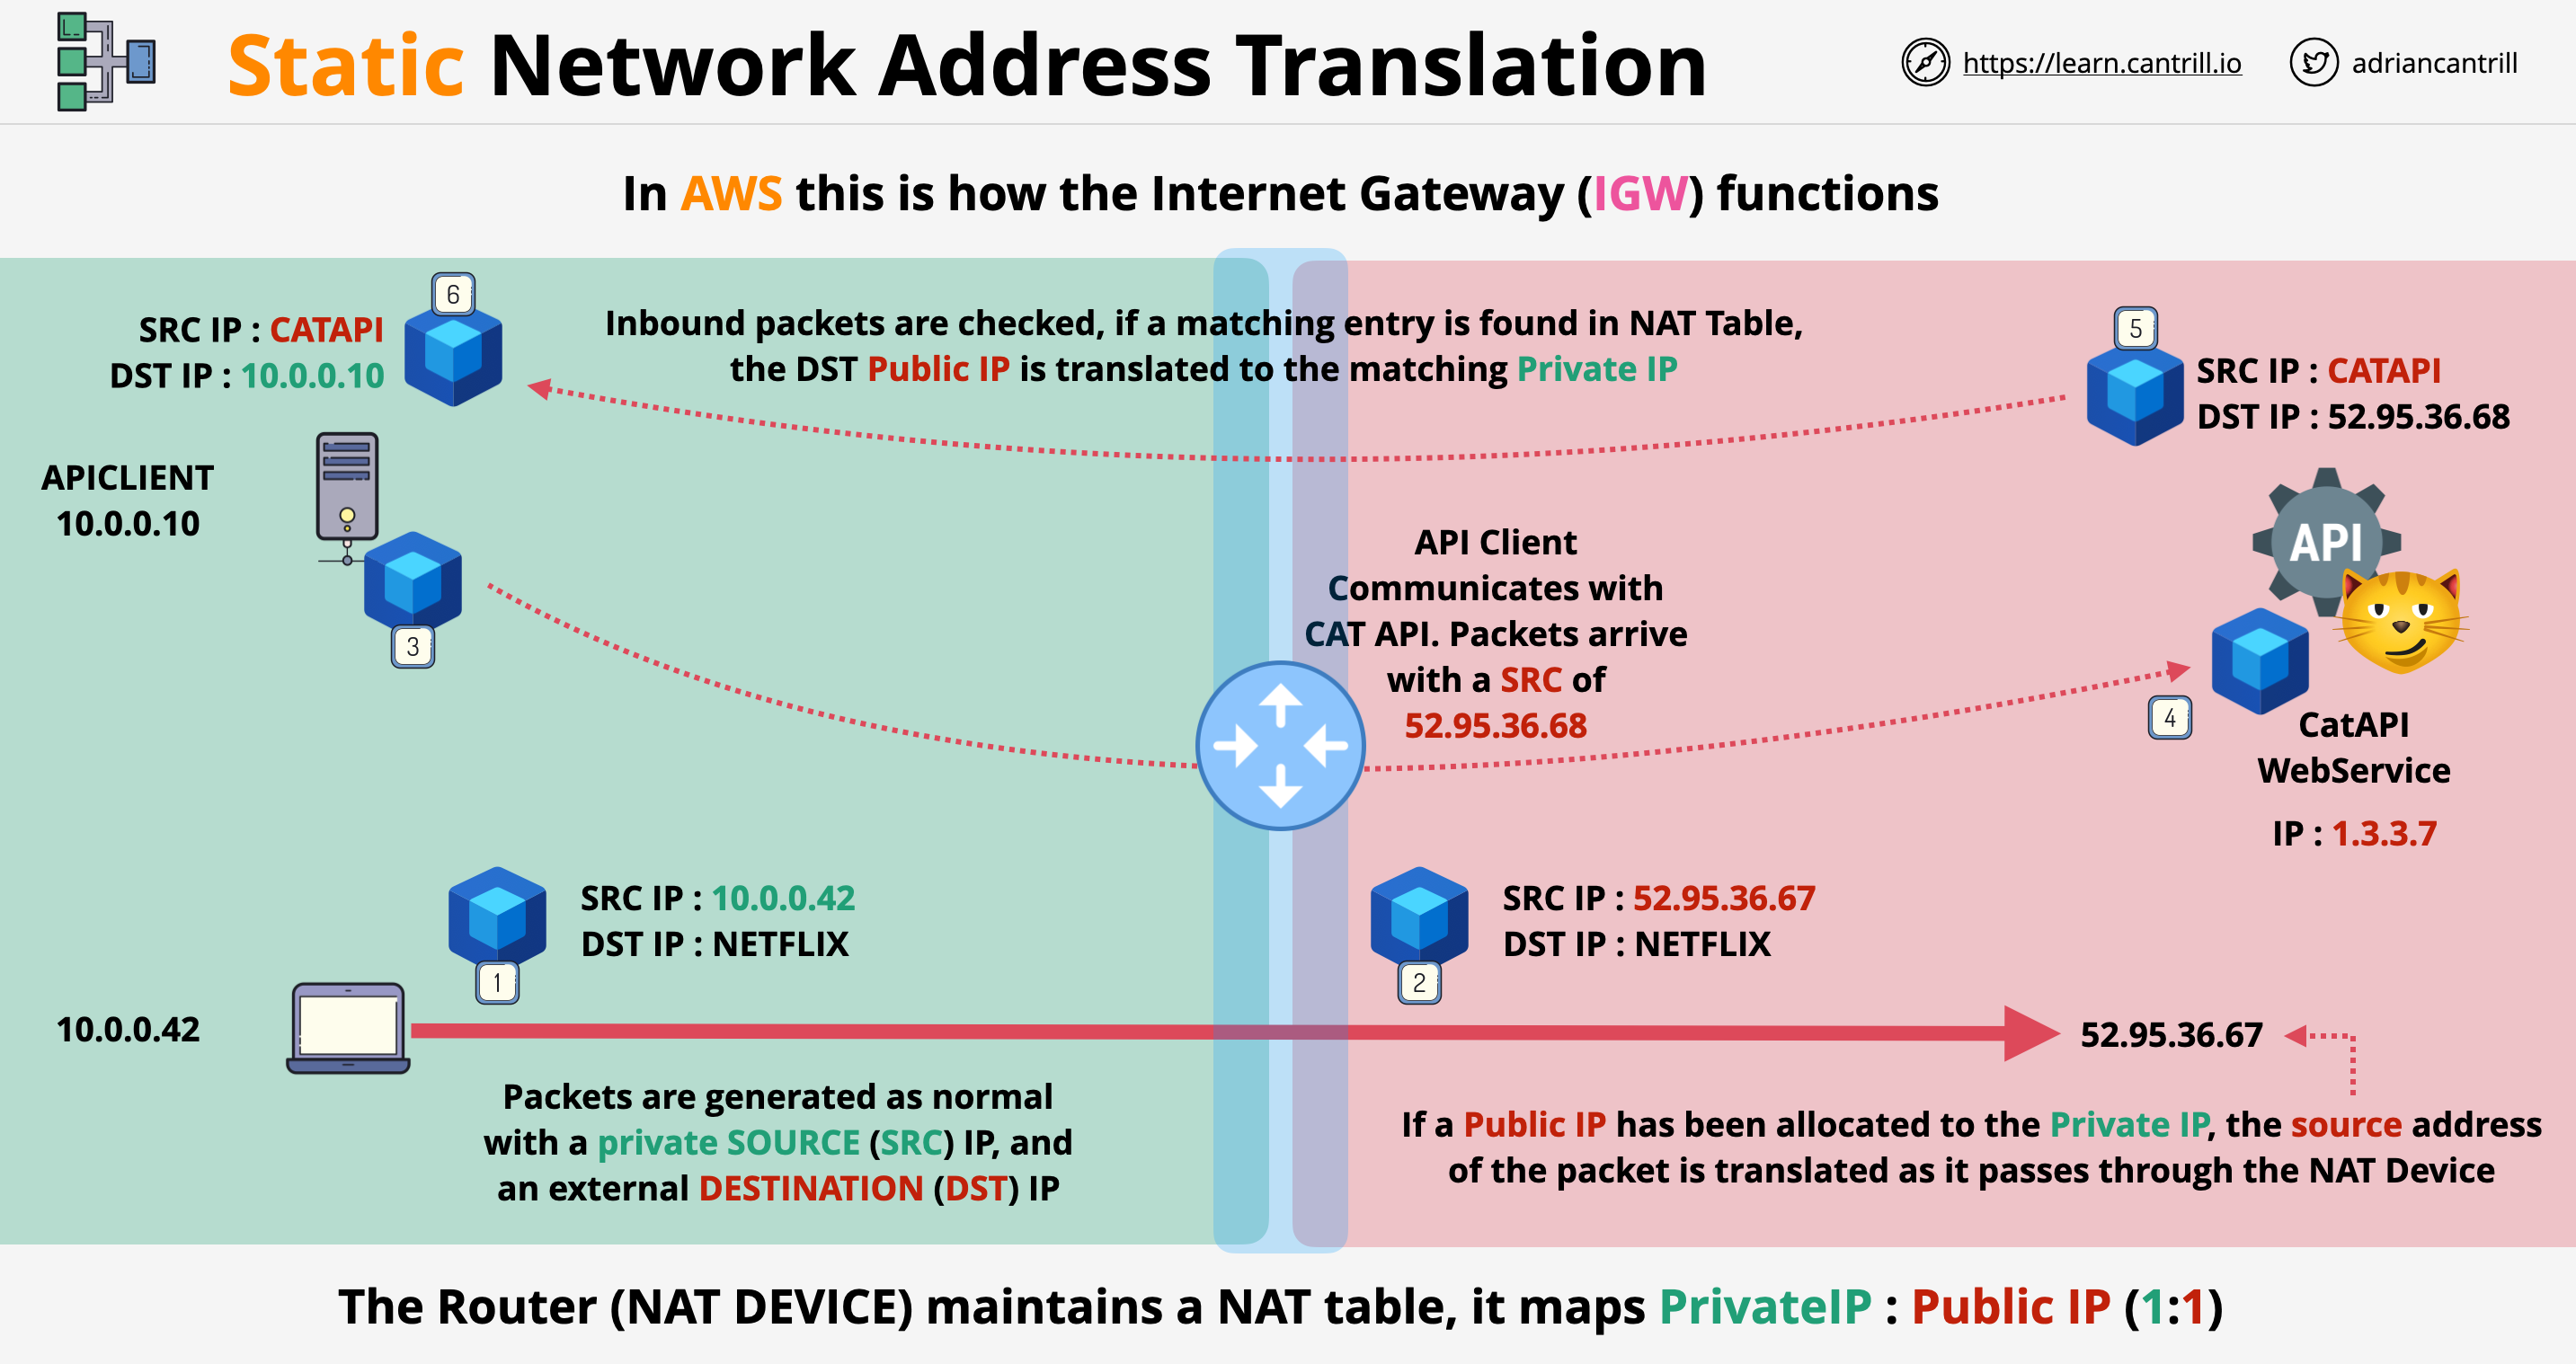 Static Network Address Translation
https://learn.cantrill.io
adriancantrill
In AWS this is how the Internet Gateway (IGW) functions
6
SRC IP : CATAPI
DST IP : 10.0.0.10
Inbound packets are checked, if a matching entry is found in NAT Table,
the DST Public IP is translated to the matching Private IP
5
SRC IP : CATAPI
DST IP : 52.95.36.68
APICLIENT
10.0.0.10
3
API Client
Communicates with
CAT API. Packets arrive
with a SRC of
52.95.36.68
API
4
CatAPI
WebService
IP : 1.3.3.7
1
SRC IP : 10.0.0.42
DST IP : NETFLIX
2
SRC IP : 52.95.36.67
DST IP : NETFLIX
10.0.0.42
52.95.36.67
Packets are generated as normal
with a private SOURCE (SRC) IP, and
an external DESTINATION (DST) IP
If a Public IP has been allocated to the Private IP, the source address
of the packet is translated as it passes through the NAT Device
The Router (NAT DEVICE) maintains a NAT table, it maps PrivateIP : Public IP (1:1)